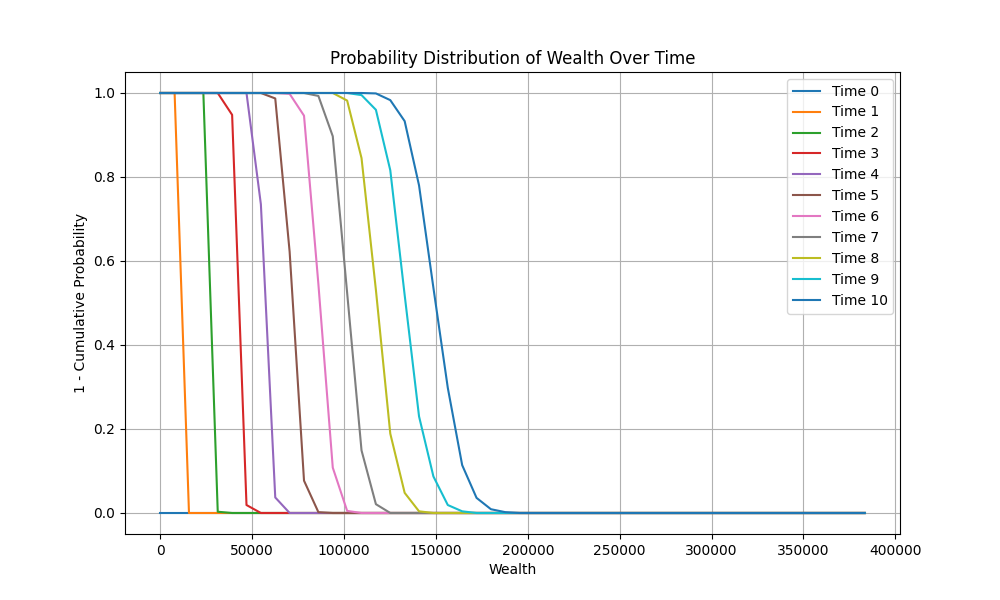 Probability Distribution of Wealth Over Time
1 - Cumulative Probability
1.0
0.8
0.6
0.4
0.2
0.0
Time 0
Time 1
Time 2
Time 3
Time 4
Time 5
Time 6
Time 7
Time 8
Time 9
Time 10
0 50000 100000 150000 200000 250000 300000 350000 400000
Wealth